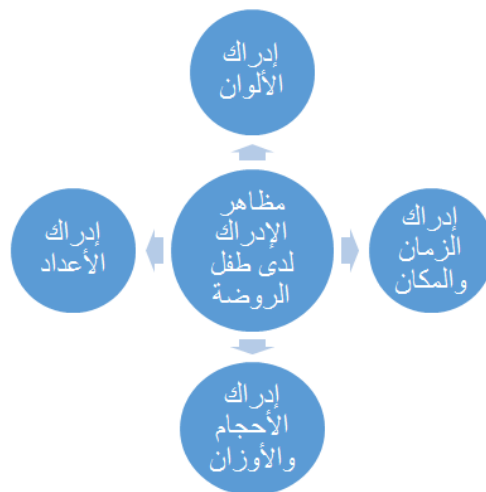 إدراك
الألوان
مظاهر
الإدراك
لدى طفل
الروضة
إدراك
الزمان
والمكان
إدراك
الأعداد
إدراك
الأحجام
والأوزان